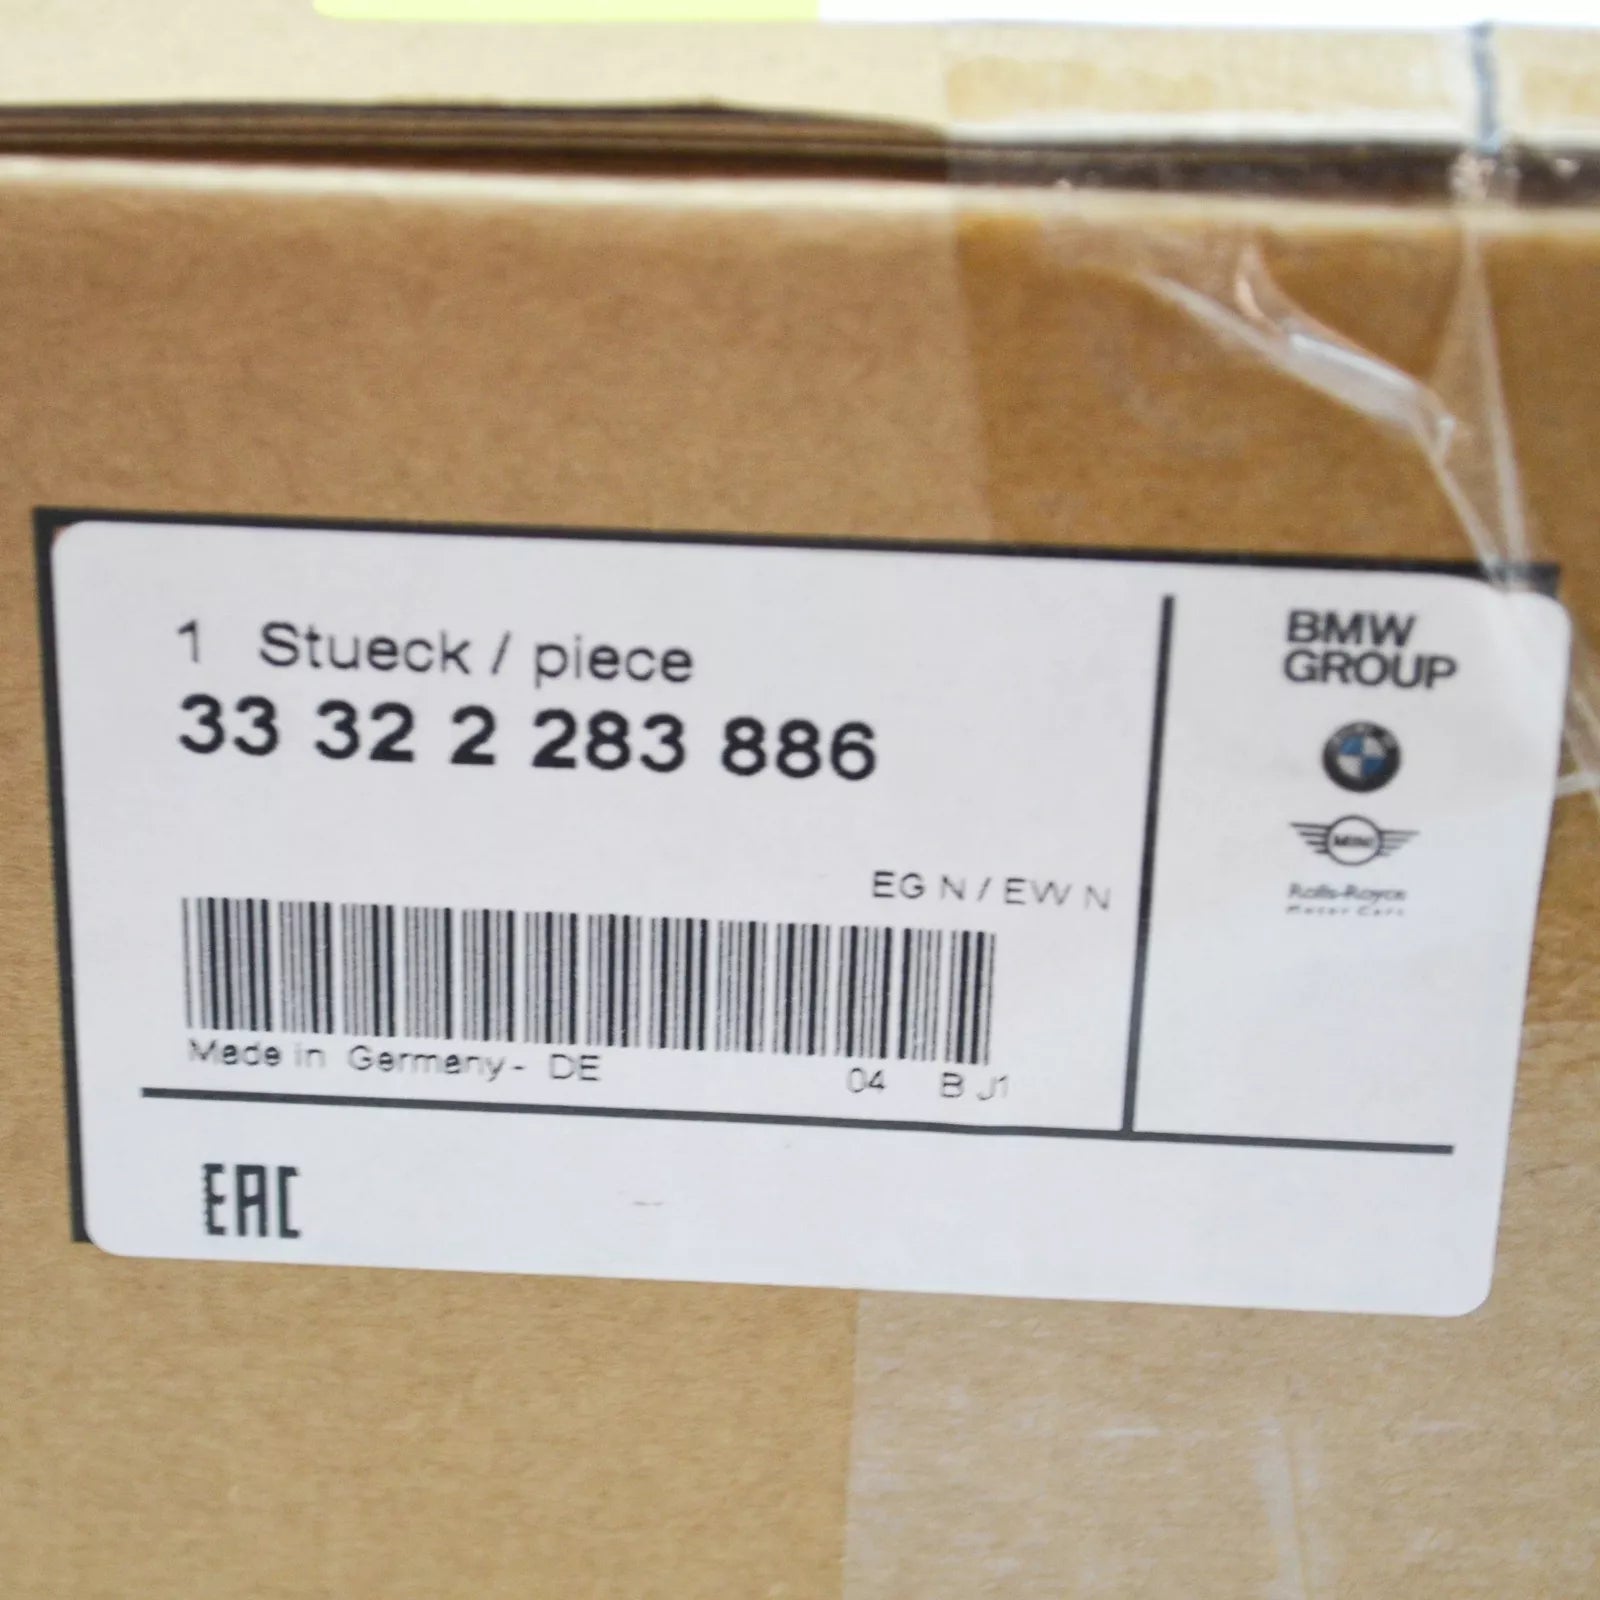 1 Stueck / piece
33 32 2 283 886
EG N / EW N
Made in Germany - DE
04 B J1
EAC
BMW
GROUP
MINI
Rolls-Royce
Motor Cars